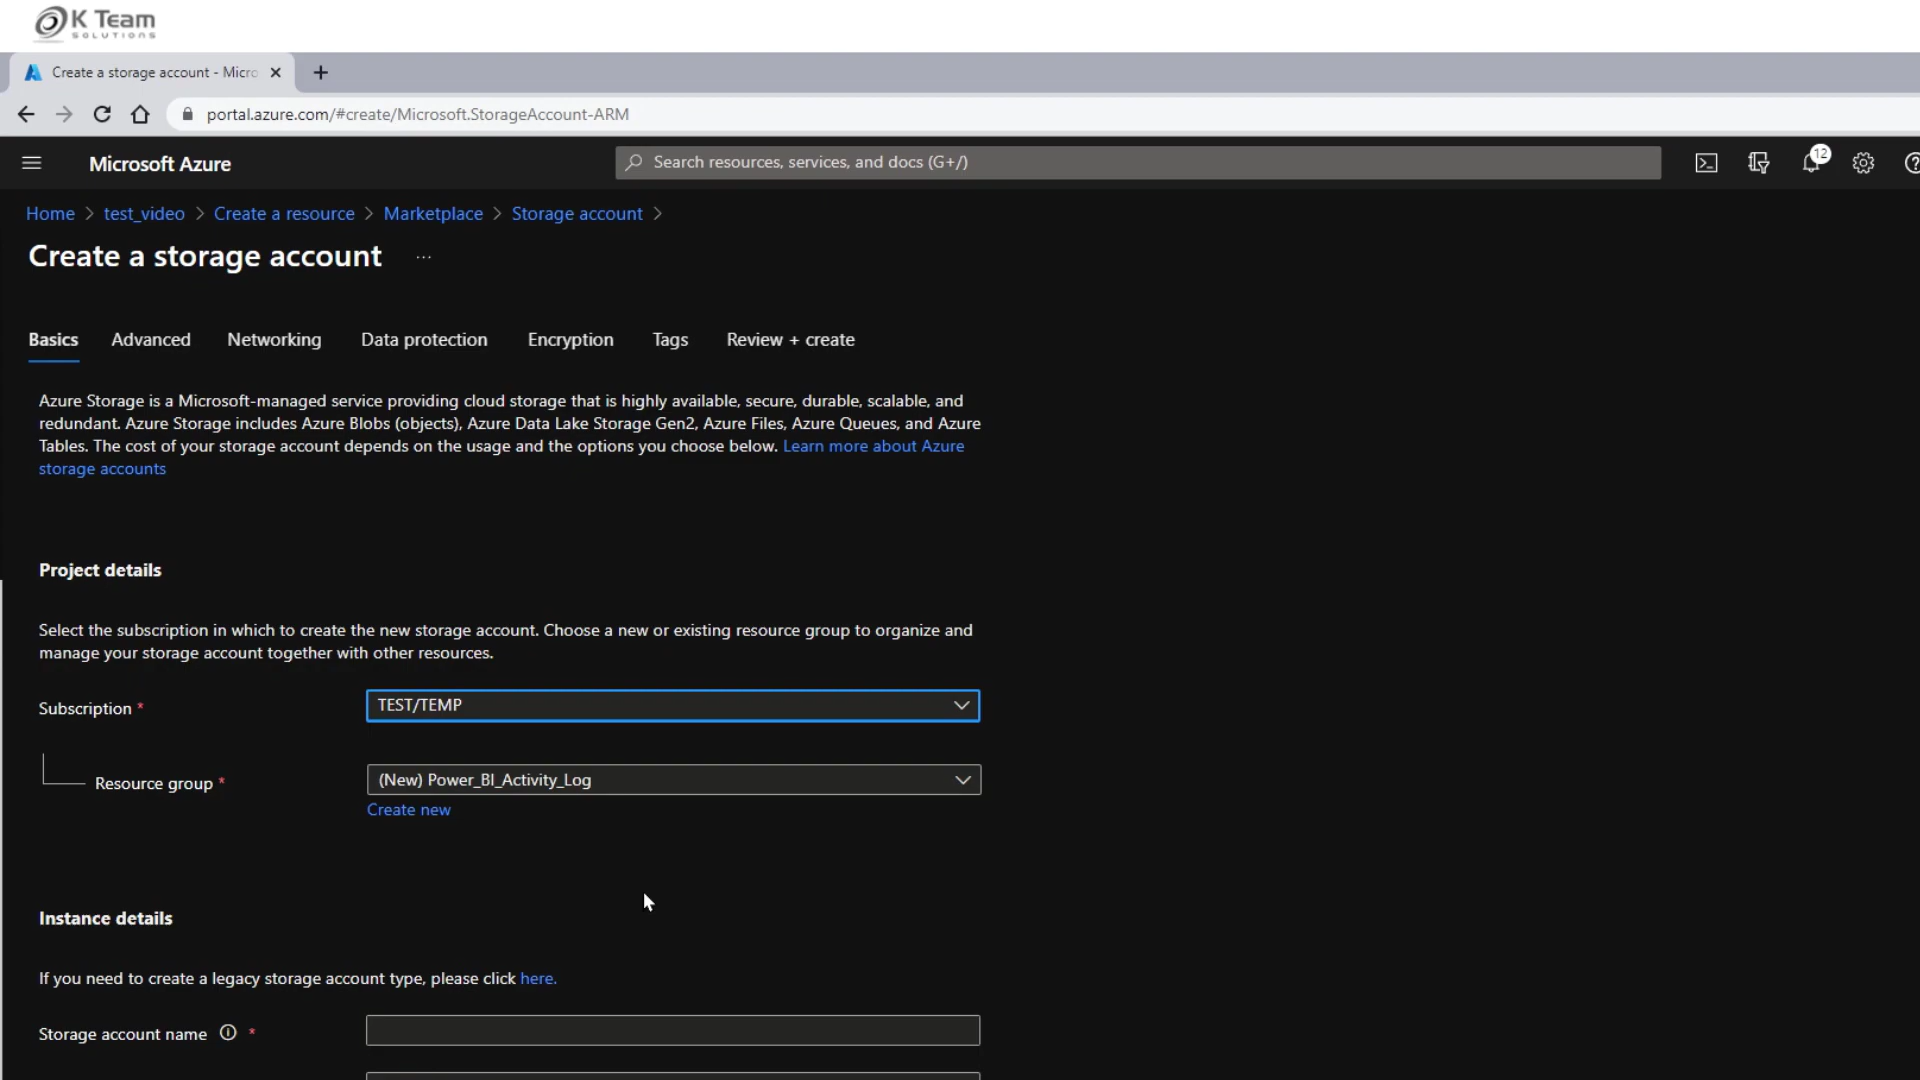 K Team
SOLUTIONS
Create a storage account - Micro
portal.azure.com/#create/Microsoft.StorageAccount-ARM
Microsoft Azure
Search resources, services, and docs (G+/)
12
Home > test_video > Create a resource > Marketplace > Storage account >
Create a storage account ...
Basics Advanced Networking Data protection Encryption Tags Review + create
Azure Storage is a Microsoft-managed service providing cloud storage that is highly available, secure, durable, scalable, and
redundant. Azure Storage includes Azure Blobs (objects), Azure Data Lake Storage Gen2, Azure Files, Azure Queues, and Azure
Tables. The cost of your storage account depends on the usage and the options you choose below. Learn more about Azure
storage accounts
Project details
Select the subscription in which to create the new storage account. Choose a new or existing resource group to organize and
manage your storage account together with other resources.
Subscription *
TEST/TEMP
Resource group *
(New) Power_BI_Activity_Log
Create new
Instance details
If you need to create a legacy storage account type, please click here.
Storage account name *